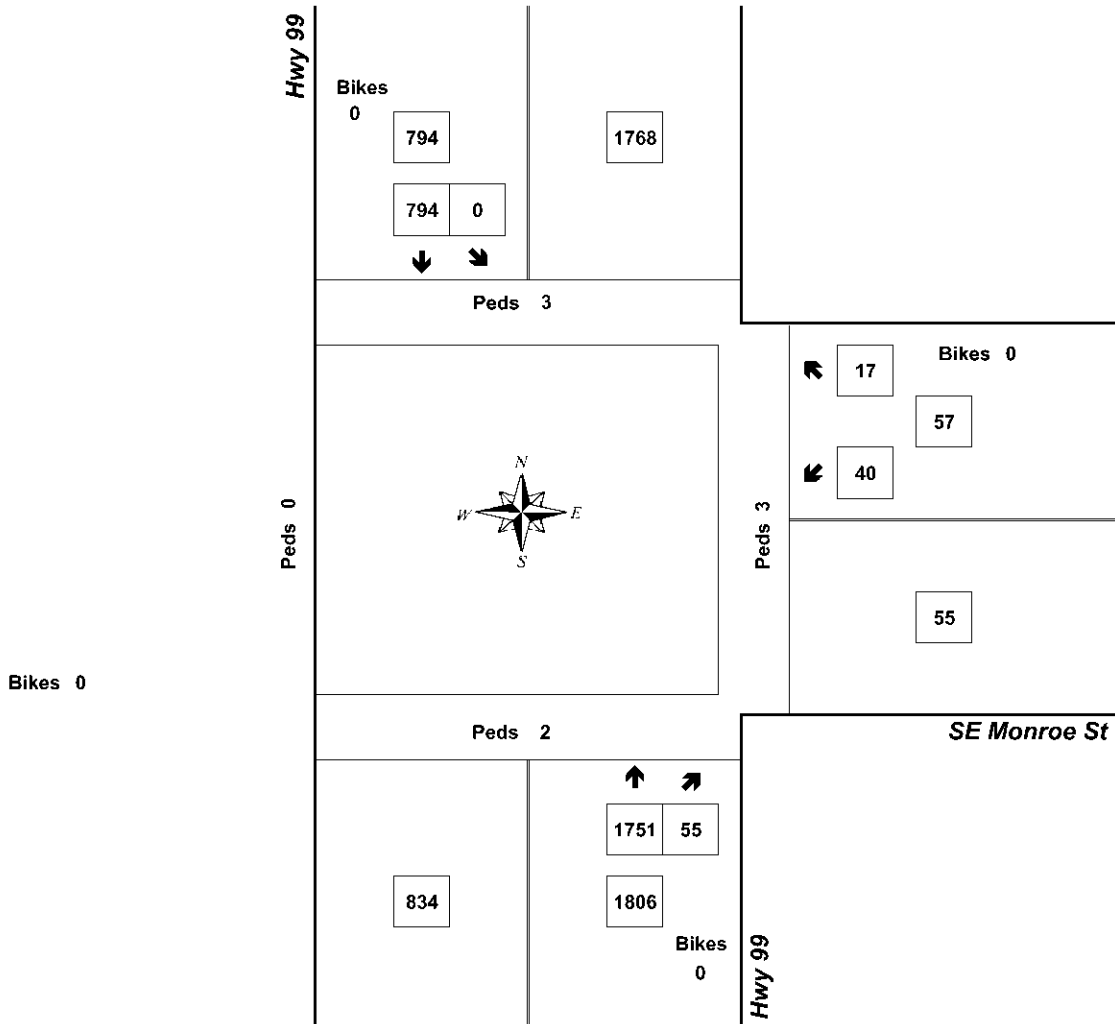 Hwy 99
Bikes
0
794
1768
794 0
Peds 3
Bikes 0
17
57
40
N
W E
S
Peds 0
Peds 3
55
Bikes 0
SE Monroe St
Peds 2
1751 55
834
1806
Bikes
0
Hwy 99